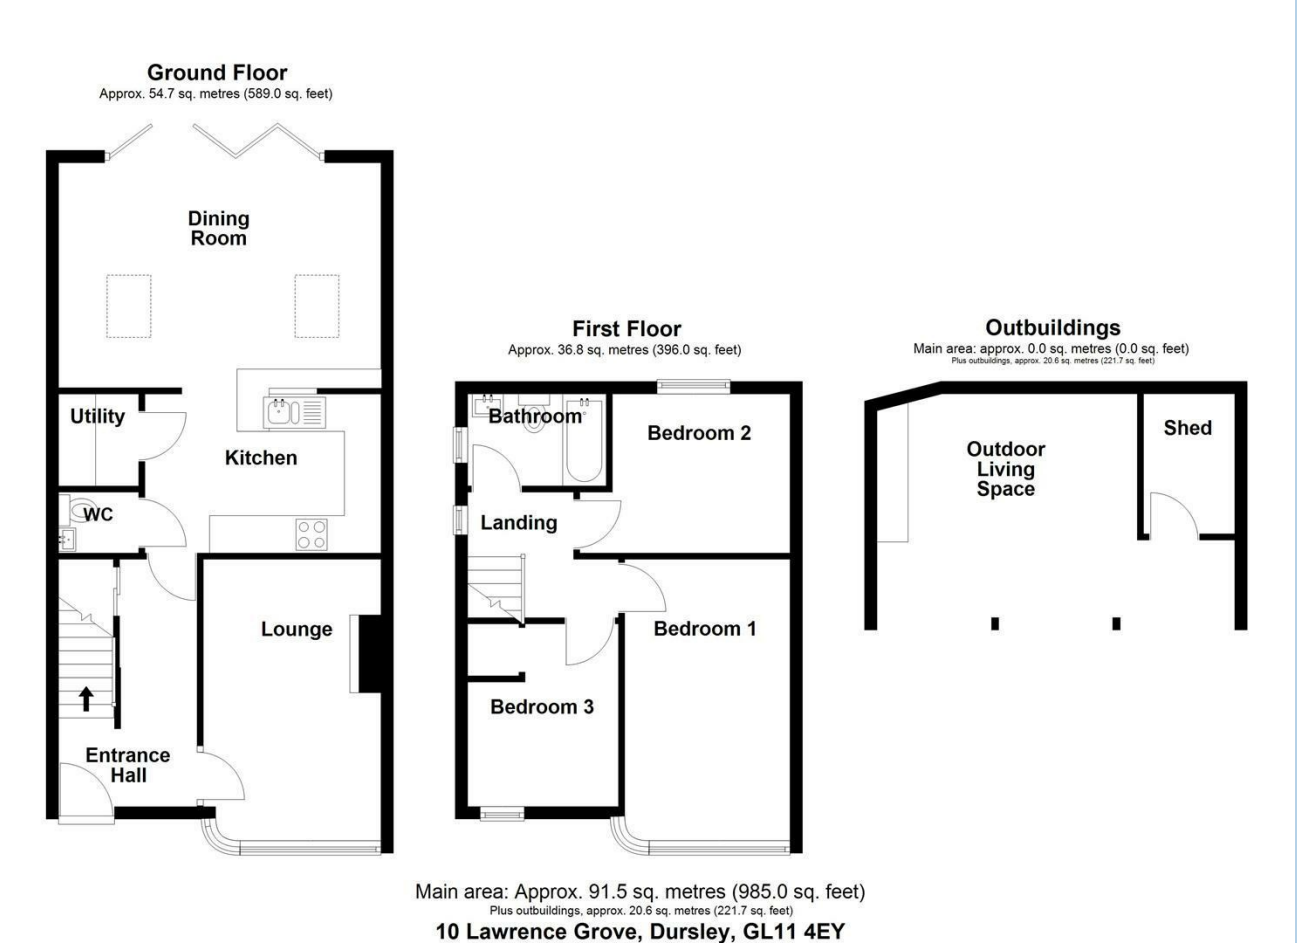 Ground Floor
Approx. 54.7 sq. metres (589.0 sq. feet)
Dining
Room
Utility
Kitchen
WC
Lounge
Entrance
Hall
First Floor
Approx. 36.8 sq. metres (396.0 sq. feet)
Bathroom
Bedroom 2
Landing
Bedroom 1
Bedroom 3
Outbuildings
Main area: approx. 0.0 sq. metres (0.0 sq. feet)
Plus outbuildings, approx. 20.6 sq. metres (221.7 sq. feet)
Outdoor
Living
Space
Shed
Main area: Approx. 91.5 sq. metres (985.0 sq. feet)
Plus outbuildings, approx. 20.6 sq. metres (221.7 sq. feet)
10 Lawrence Grove, Dursley, GL11 4EY